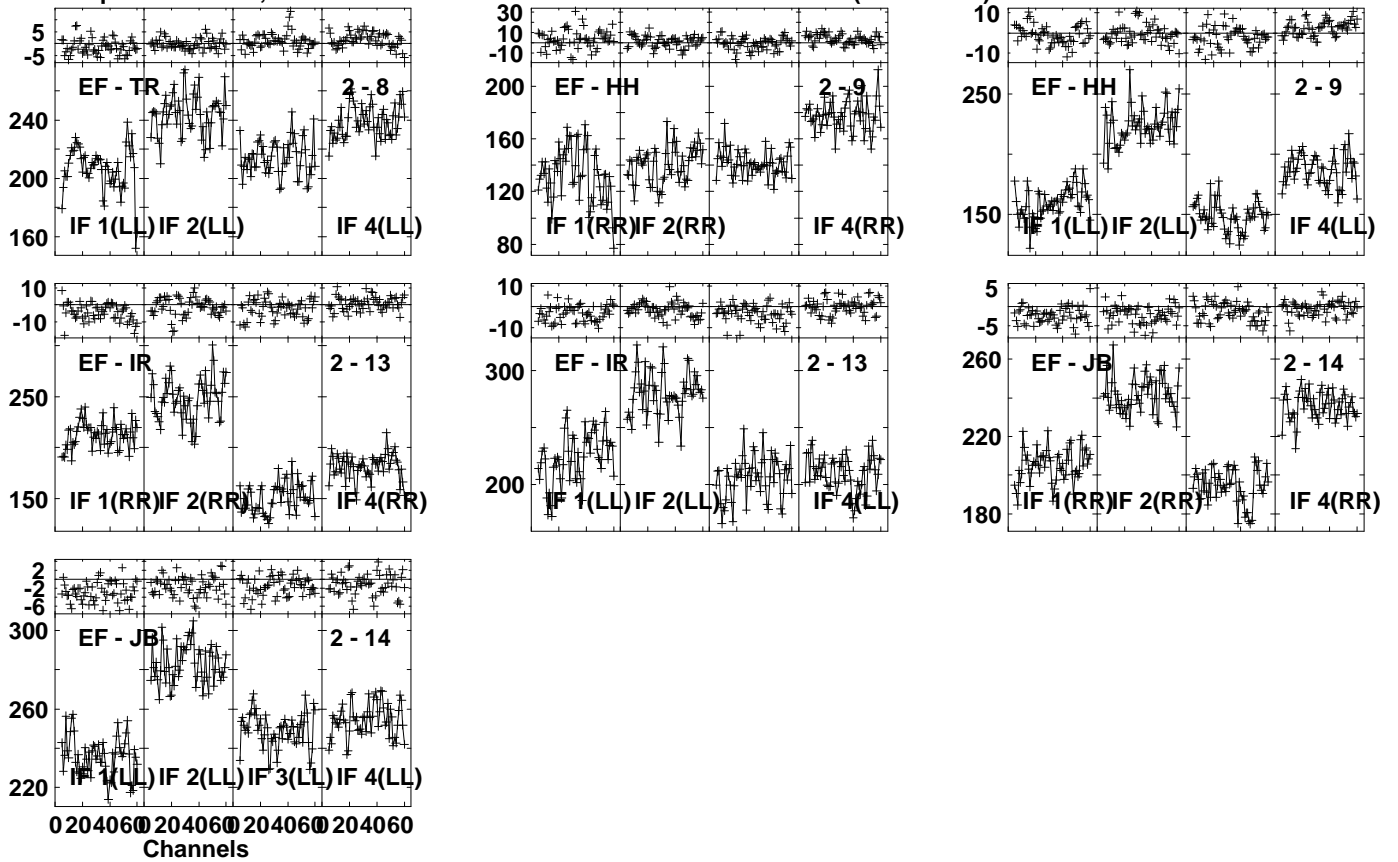 5
-5
EF - TR 2 - 8
240
200
160
IF 1(LL) IF 2(LL) IF 4(LL)
30
10
-10
EF - HH 2 - 9
200
160
120
80
IF 1(RR) IF 2(RR) IF 4(RR)
10
-10
EF - HH 2 - 9
250
150
IF 1(LL) IF 2(LL) IF 4(LL)
10
-10
EF - IR 2 - 13
250
150
IF 1(RR) IF 2(RR) IF 4(RR)
10
-10
EF - IR 2 - 13
300
200
IF 1(LL) IF 2(LL) IF 4(LL)
5
-5
EF - JB 2 - 14
260
220
180
IF 1(RR) IF 2(RR) IF 4(RR)
2
-2
-6
EF - JB 2 - 14
300
260
220
IF 1(LL) IF 2(LL) IF 3(LL) IF 4(LL)
0 20 40 60 0 20 40 60 0 20 40 60 0 20 40 60
Channels